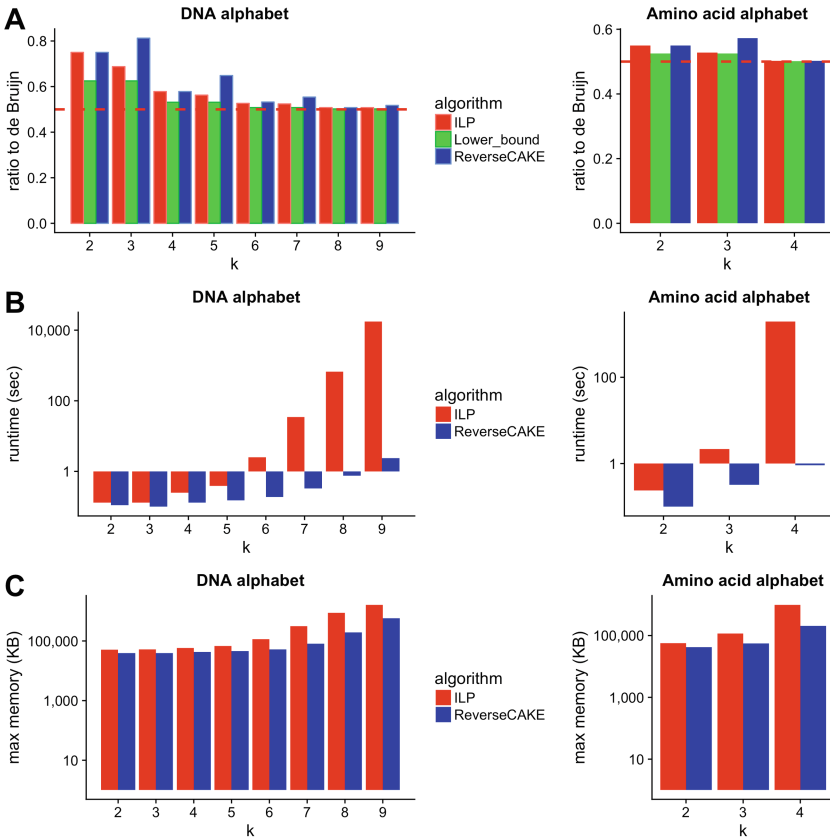 A
DNA alphabet
ratio to de Bruijn
0.8
0.6
0.4
0.2
0.0
2 3 4 5 6 7 8 9
k
algorithm
ILP
Lower_bound
ReverseCAKE
Amino acid alphabet
ratio to de Bruijn
0.6
0.4
0.2
0.0
2 3 4
k
B
DNA alphabet
runtime (sec)
10,000
100
1
2 3 4 5 6 7 8 9
k
algorithm
ILP
ReverseCAKE
Amino acid alphabet
runtime (sec)
100
1
2 3 4
k
C
DNA alphabet
max memory (KB)
100,000
1,000
10
2 3 4 5 6 7 8 9
k
algorithm
ILP
ReverseCAKE
Amino acid alphabet
max memory (KB)
100,000
1,000
10
2 3 4
k